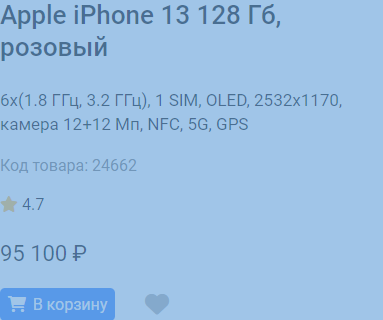 Apple iPhone 13 128 Гб,
розовый
6x(1.8 ГГц, 3.2 ГГц), 1 SIM, OLED, 2532x1170,
камера 12+12 Мп, NFC, 5G, GPS
Код товара: 24662
4.7
95 100 ₽
В корзину